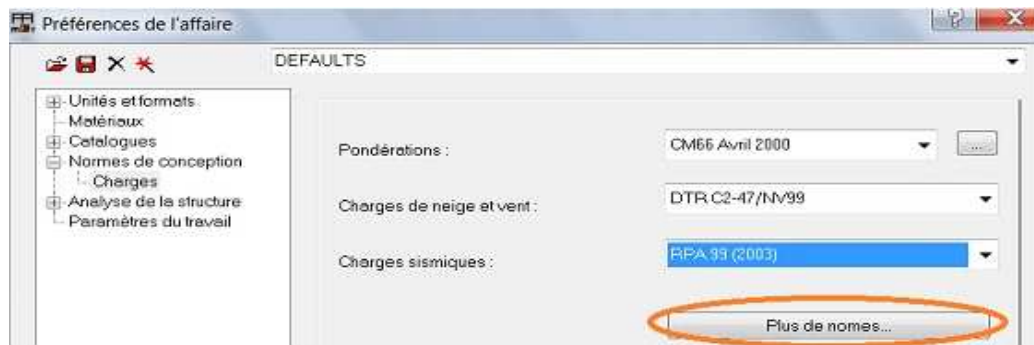 Préférences de l'affaire
DEFAULTS
Unités et formats
Matériaux
Catalogues
Normes de conception
Charges
Analyse de la structure
Paramètres du travail
Pondérations :
CM66 Avril 2000
...
Charges de neige et vent :
DTR C2-47/NV99
Charges sismiques :
RPA 99 (2003)
Plus de nomes...